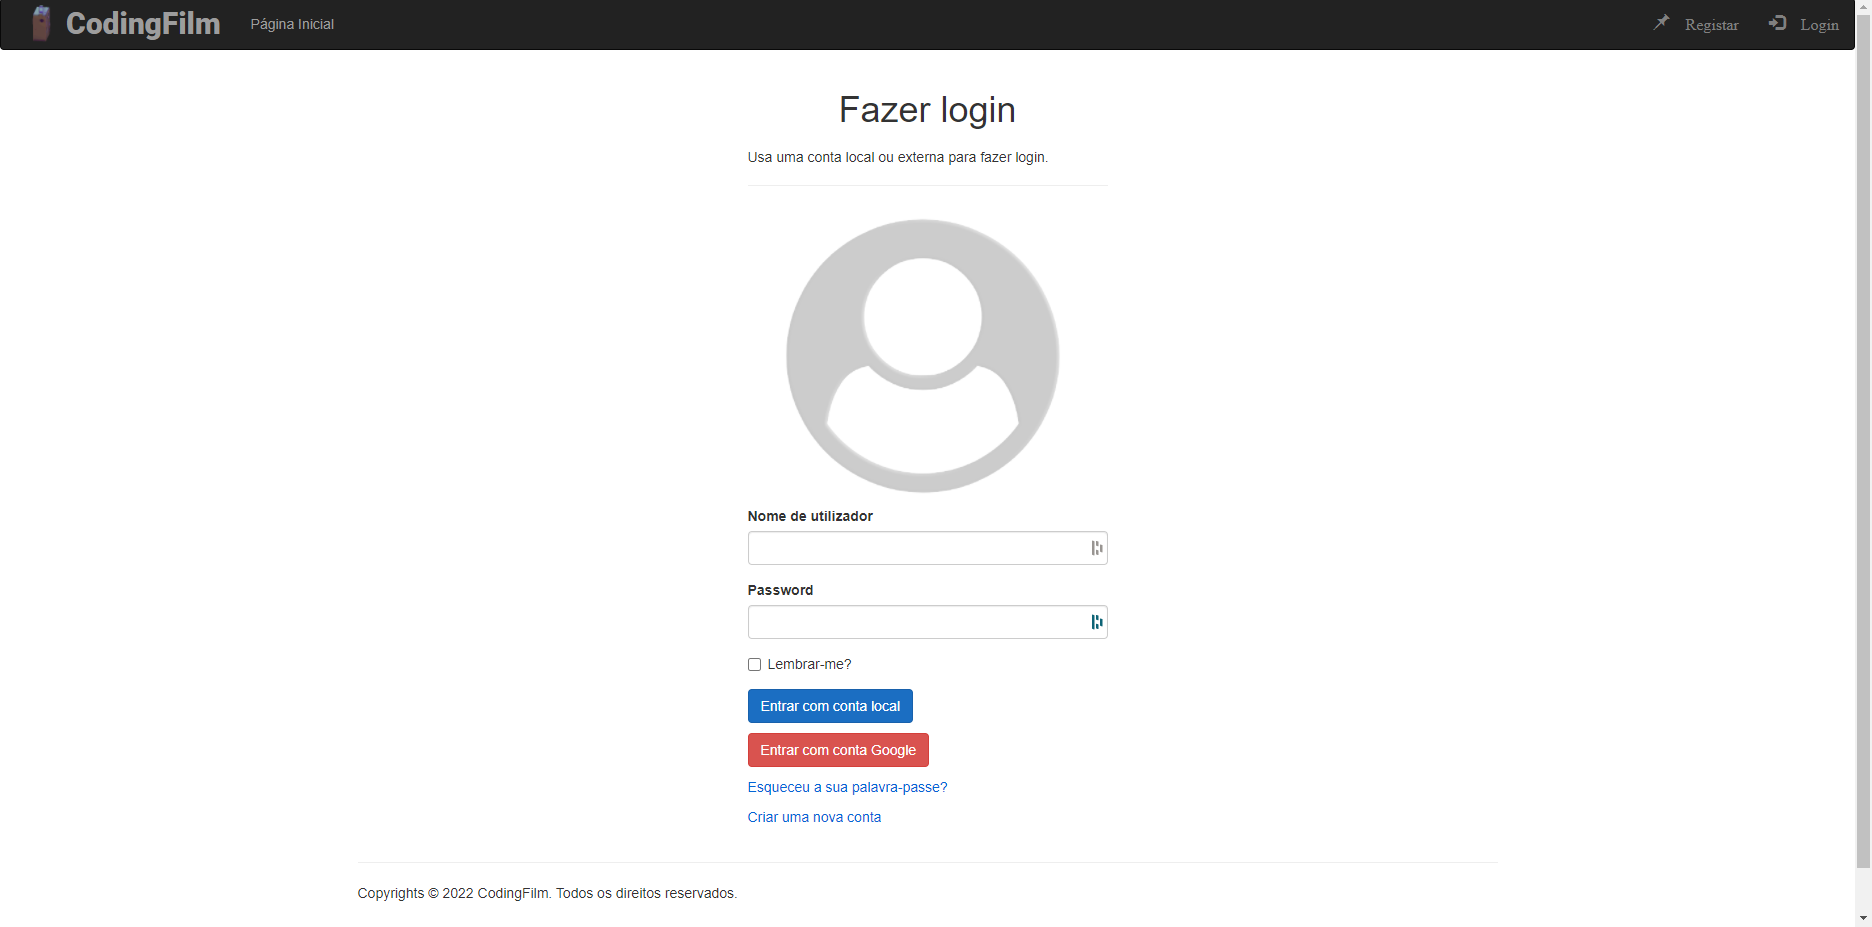 CodingFilm
Página Inicial
Registar
Login
Fazer login
Usa uma conta local ou externa para fazer login.
Nome de utilizador
Password
Lembrar-me?
Entrar com conta local
Entrar com conta Google
Esqueceu a sua palavra-passe?
Criar uma nova conta
Copyrights © 2022 CodingFilm. Todos os direitos reservados.